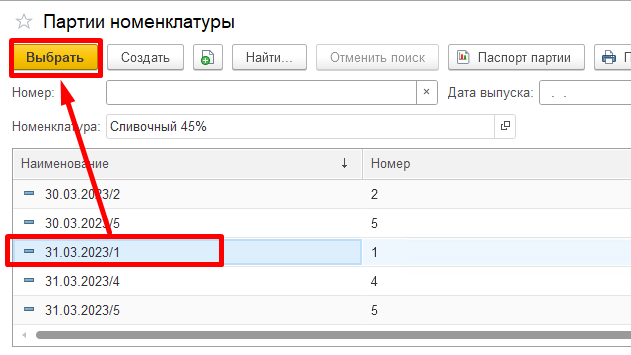 Партии номенклатуры
Выбрать Создать Найти... Отменить поиск Паспорт партии П
Номер: × Дата выпуска: . .
Номенклатура: Сливочный 45%
Наименование ↓ Номер
30.03.2023/2 2
30.03.2023/5 5
31.03.2023/1 1
31.03.2023/4 4
31.03.2023/5 5